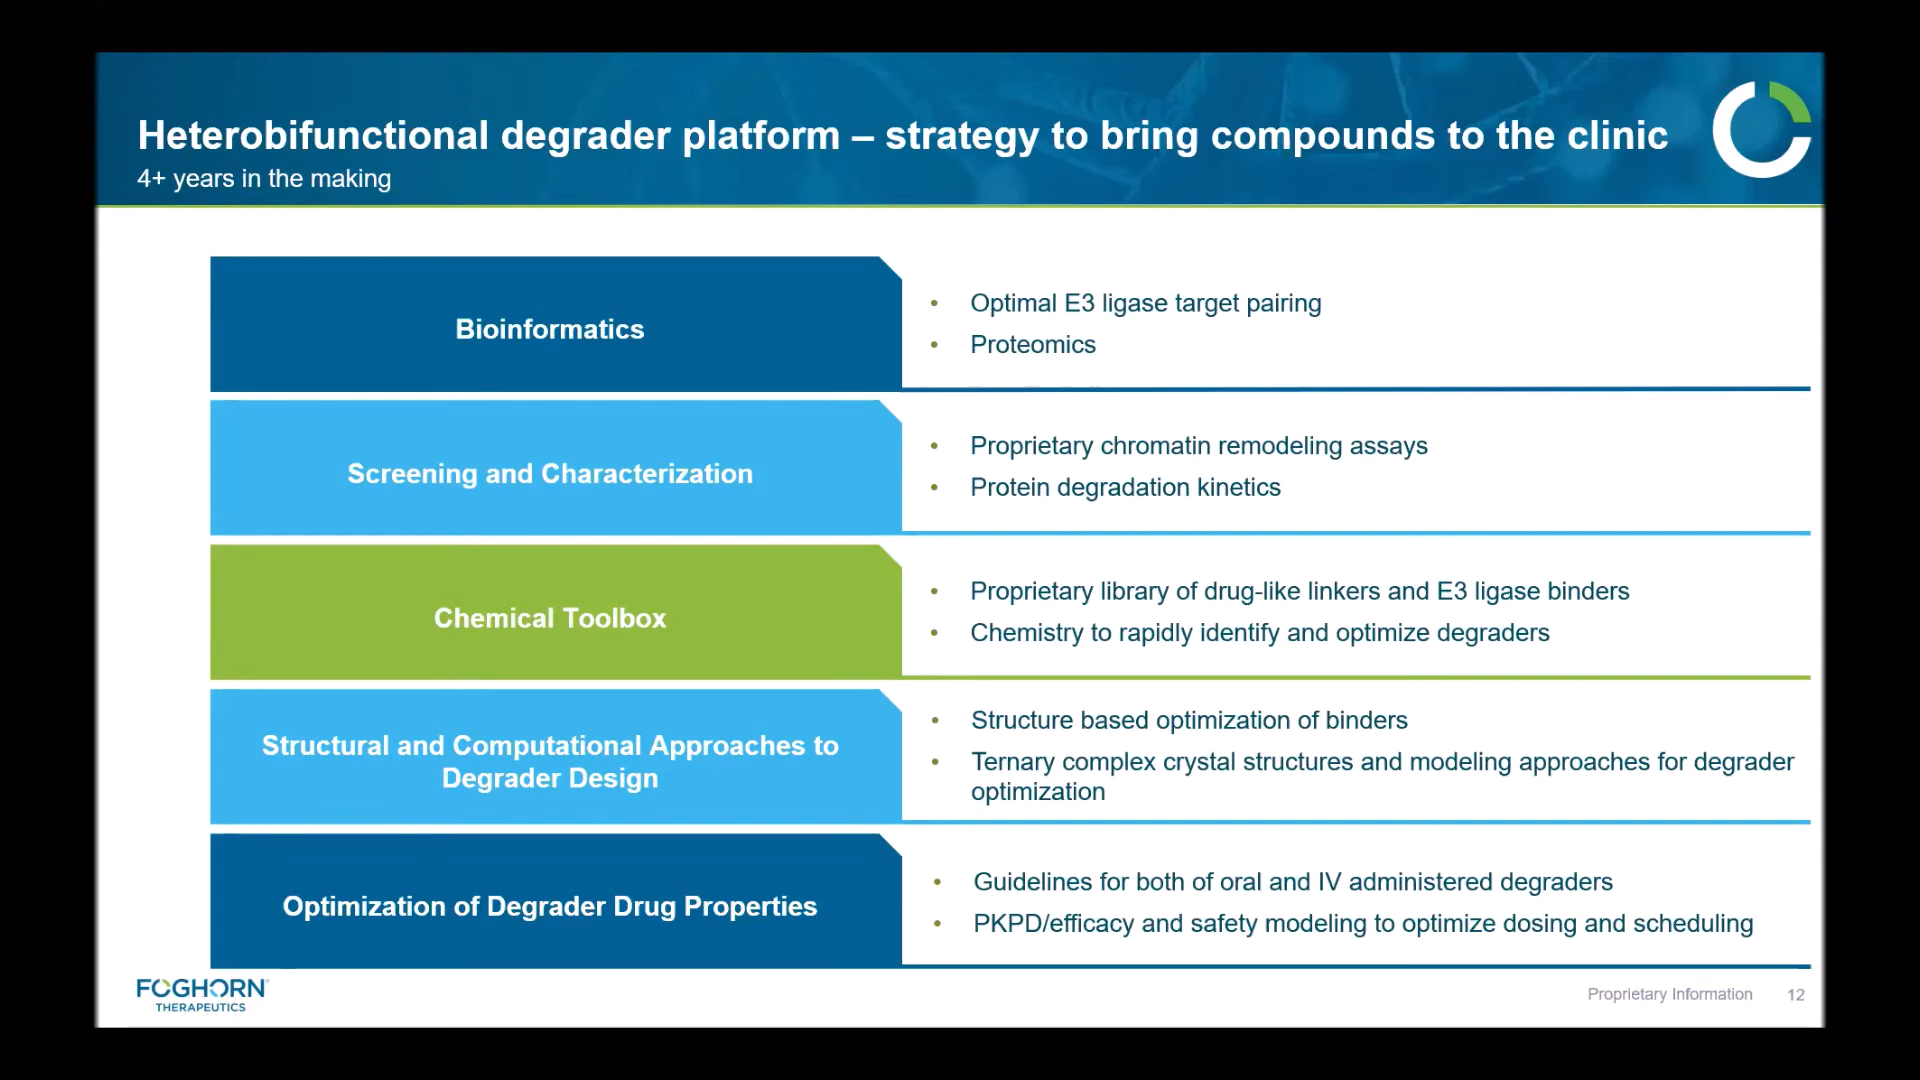 Heterobifunctional degrader platform – strategy to bring compounds to the clinic
4+ years in the making
Bioinformatics
• Optimal E3 ligase target pairing
• Proteomics
Screening and Characterization
• Proprietary chromatin remodeling assays
• Protein degradation kinetics
Chemical Toolbox
• Proprietary library of drug-like linkers and E3 ligase binders
• Chemistry to rapidly identify and optimize degraders
Structural and Computational Approaches to
Degrader Design
• Structure based optimization of binders
• Ternary complex crystal structures and modeling approaches for degrader
optimization
Optimization of Degrader Drug Properties
• Guidelines for both of oral and IV administered degraders
• PKPD/efficacy and safety modeling to optimize dosing and scheduling
FOGHORN
THERAPEUTICS
Proprietary Information 12